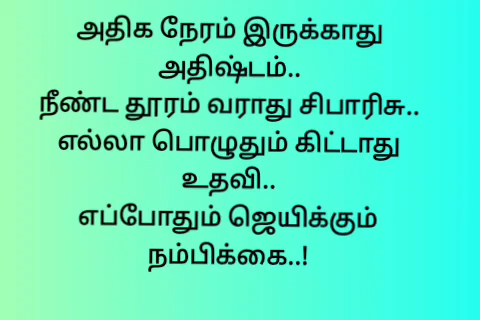 அதிக நேரம் இருக்காது
அதிஷ்டம்..
நீண்ட தூரம் வராது சிபாரிசு..
எல்லா பொழுதும் கிட்டாது
உதவி..
எப்போதும் ஜெயிக்கும்
நம்பிக்கை..!